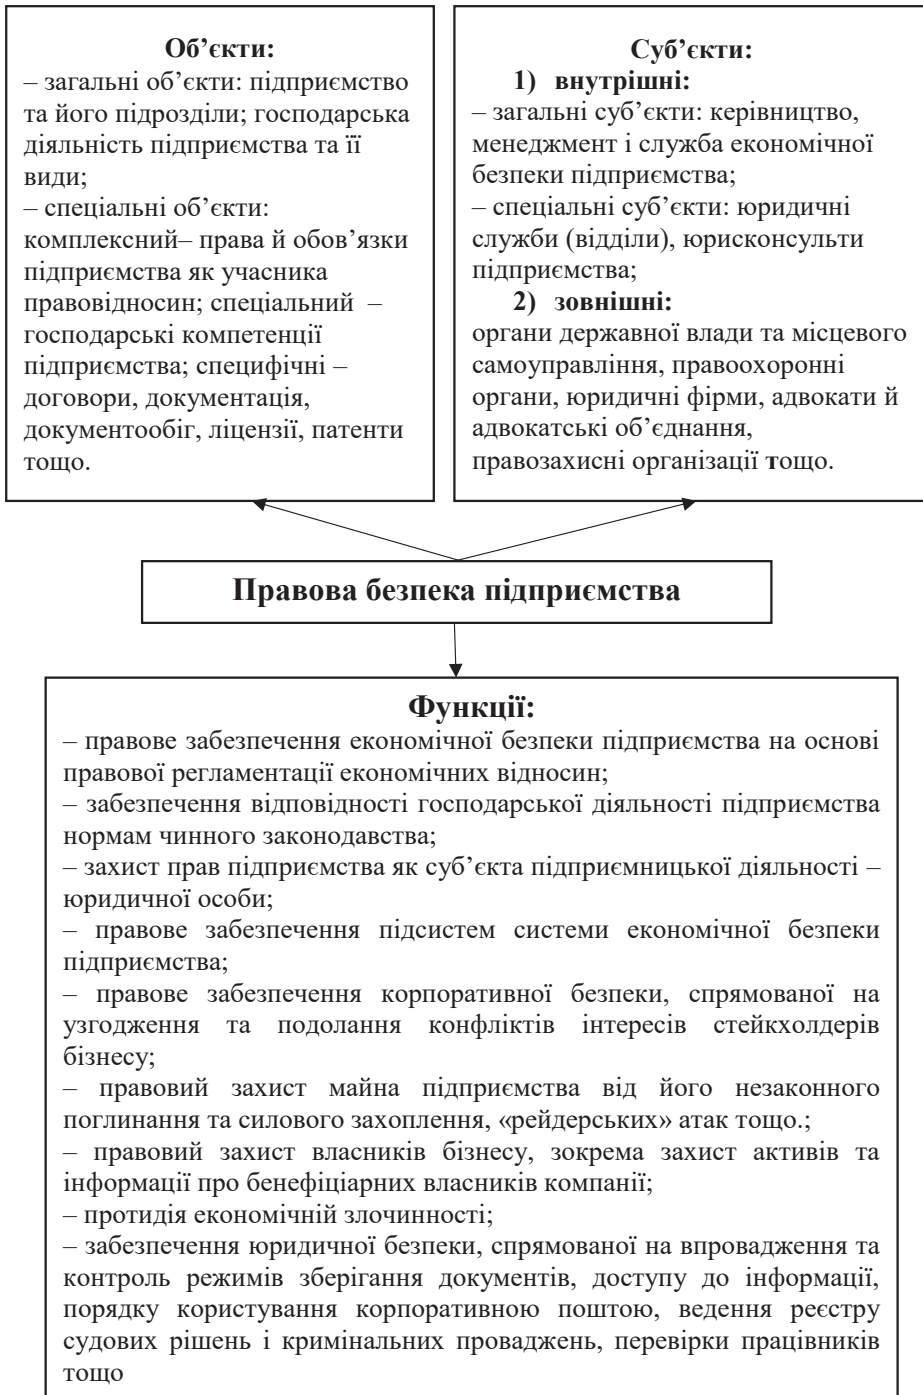 Об’єкти:
– загальні об’єкти: підприємство
та його підрозділи; господарська
діяльність підприємства та її
види;
– спеціальні об’єкти:
комплексний– права й обов’язки
підприємства як учасника
правовідносин; спеціальний –
господарські компетенції
підприємства; специфічні –
договори, документація,
документообіг, ліцензії, патенти
тощо.
Суб’єкти:
1) внутрішні:
– загальні суб’єкти: керівництво,
менеджмент і служба економічної
безпеки підприємства;
– спеціальні суб’єкти: юридичні
служби (відділи), юрисконсульти
підприємства;
2) зовнішні:
органи державної влади та місцевого
самоуправління, правоохоронні
органи, юридичні фірми, адвокати й
адвокатські об’єднання,
правозахисні організації тощо.
Правова безпека підприємства
Функції:
– правове забезпечення економічної безпеки підприємства на основі
правової регламентації економічних відносин;
– забезпечення відповідності господарської діяльності підприємства
нормам чинного законодавства;
– захист прав підприємства як суб’єкта підприємницької діяльності –
юридичної особи;
– правове забезпечення підсистем системи економічної безпеки
підприємства;
– правове забезпечення корпоративної безпеки, спрямованої на
узгодження та подолання конфліктів інтересів стейкхолдерів
бізнесу;
– правовий захист майна підприємства від його незаконного
поглинання та силового захоплення, «рейдерських» атак тощо.;
– правовий захист власників бізнесу, зокрема захист активів та
інформації про бенефіціарних власників компанії;
– протидія економічній злочинності;
– забезпечення юридичної безпеки, спрямованої на впровадження та
контроль режимів зберігання документів, доступу до інформації,
порядку користування корпоративною поштою, ведення реєстру
судових рішень і кримінальних проваджень, перевірки працівників
тощо